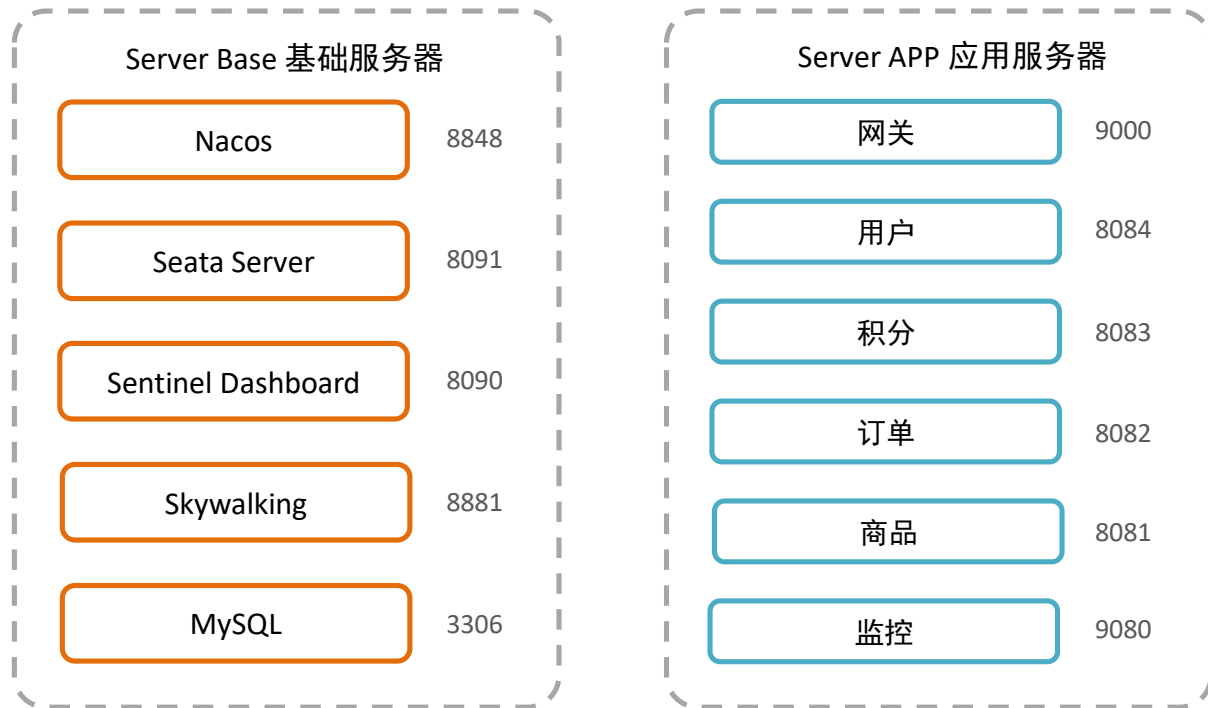 Server Base 基础服务器
Nacos
8848
Seata Server
8091
Sentinel Dashboard
8090
Skywalking
8881
MySQL
3306
Server APP 应用服务器
网关
9000
用户
8084
积分
8083
订单
8082
商品
8081
监控
9080